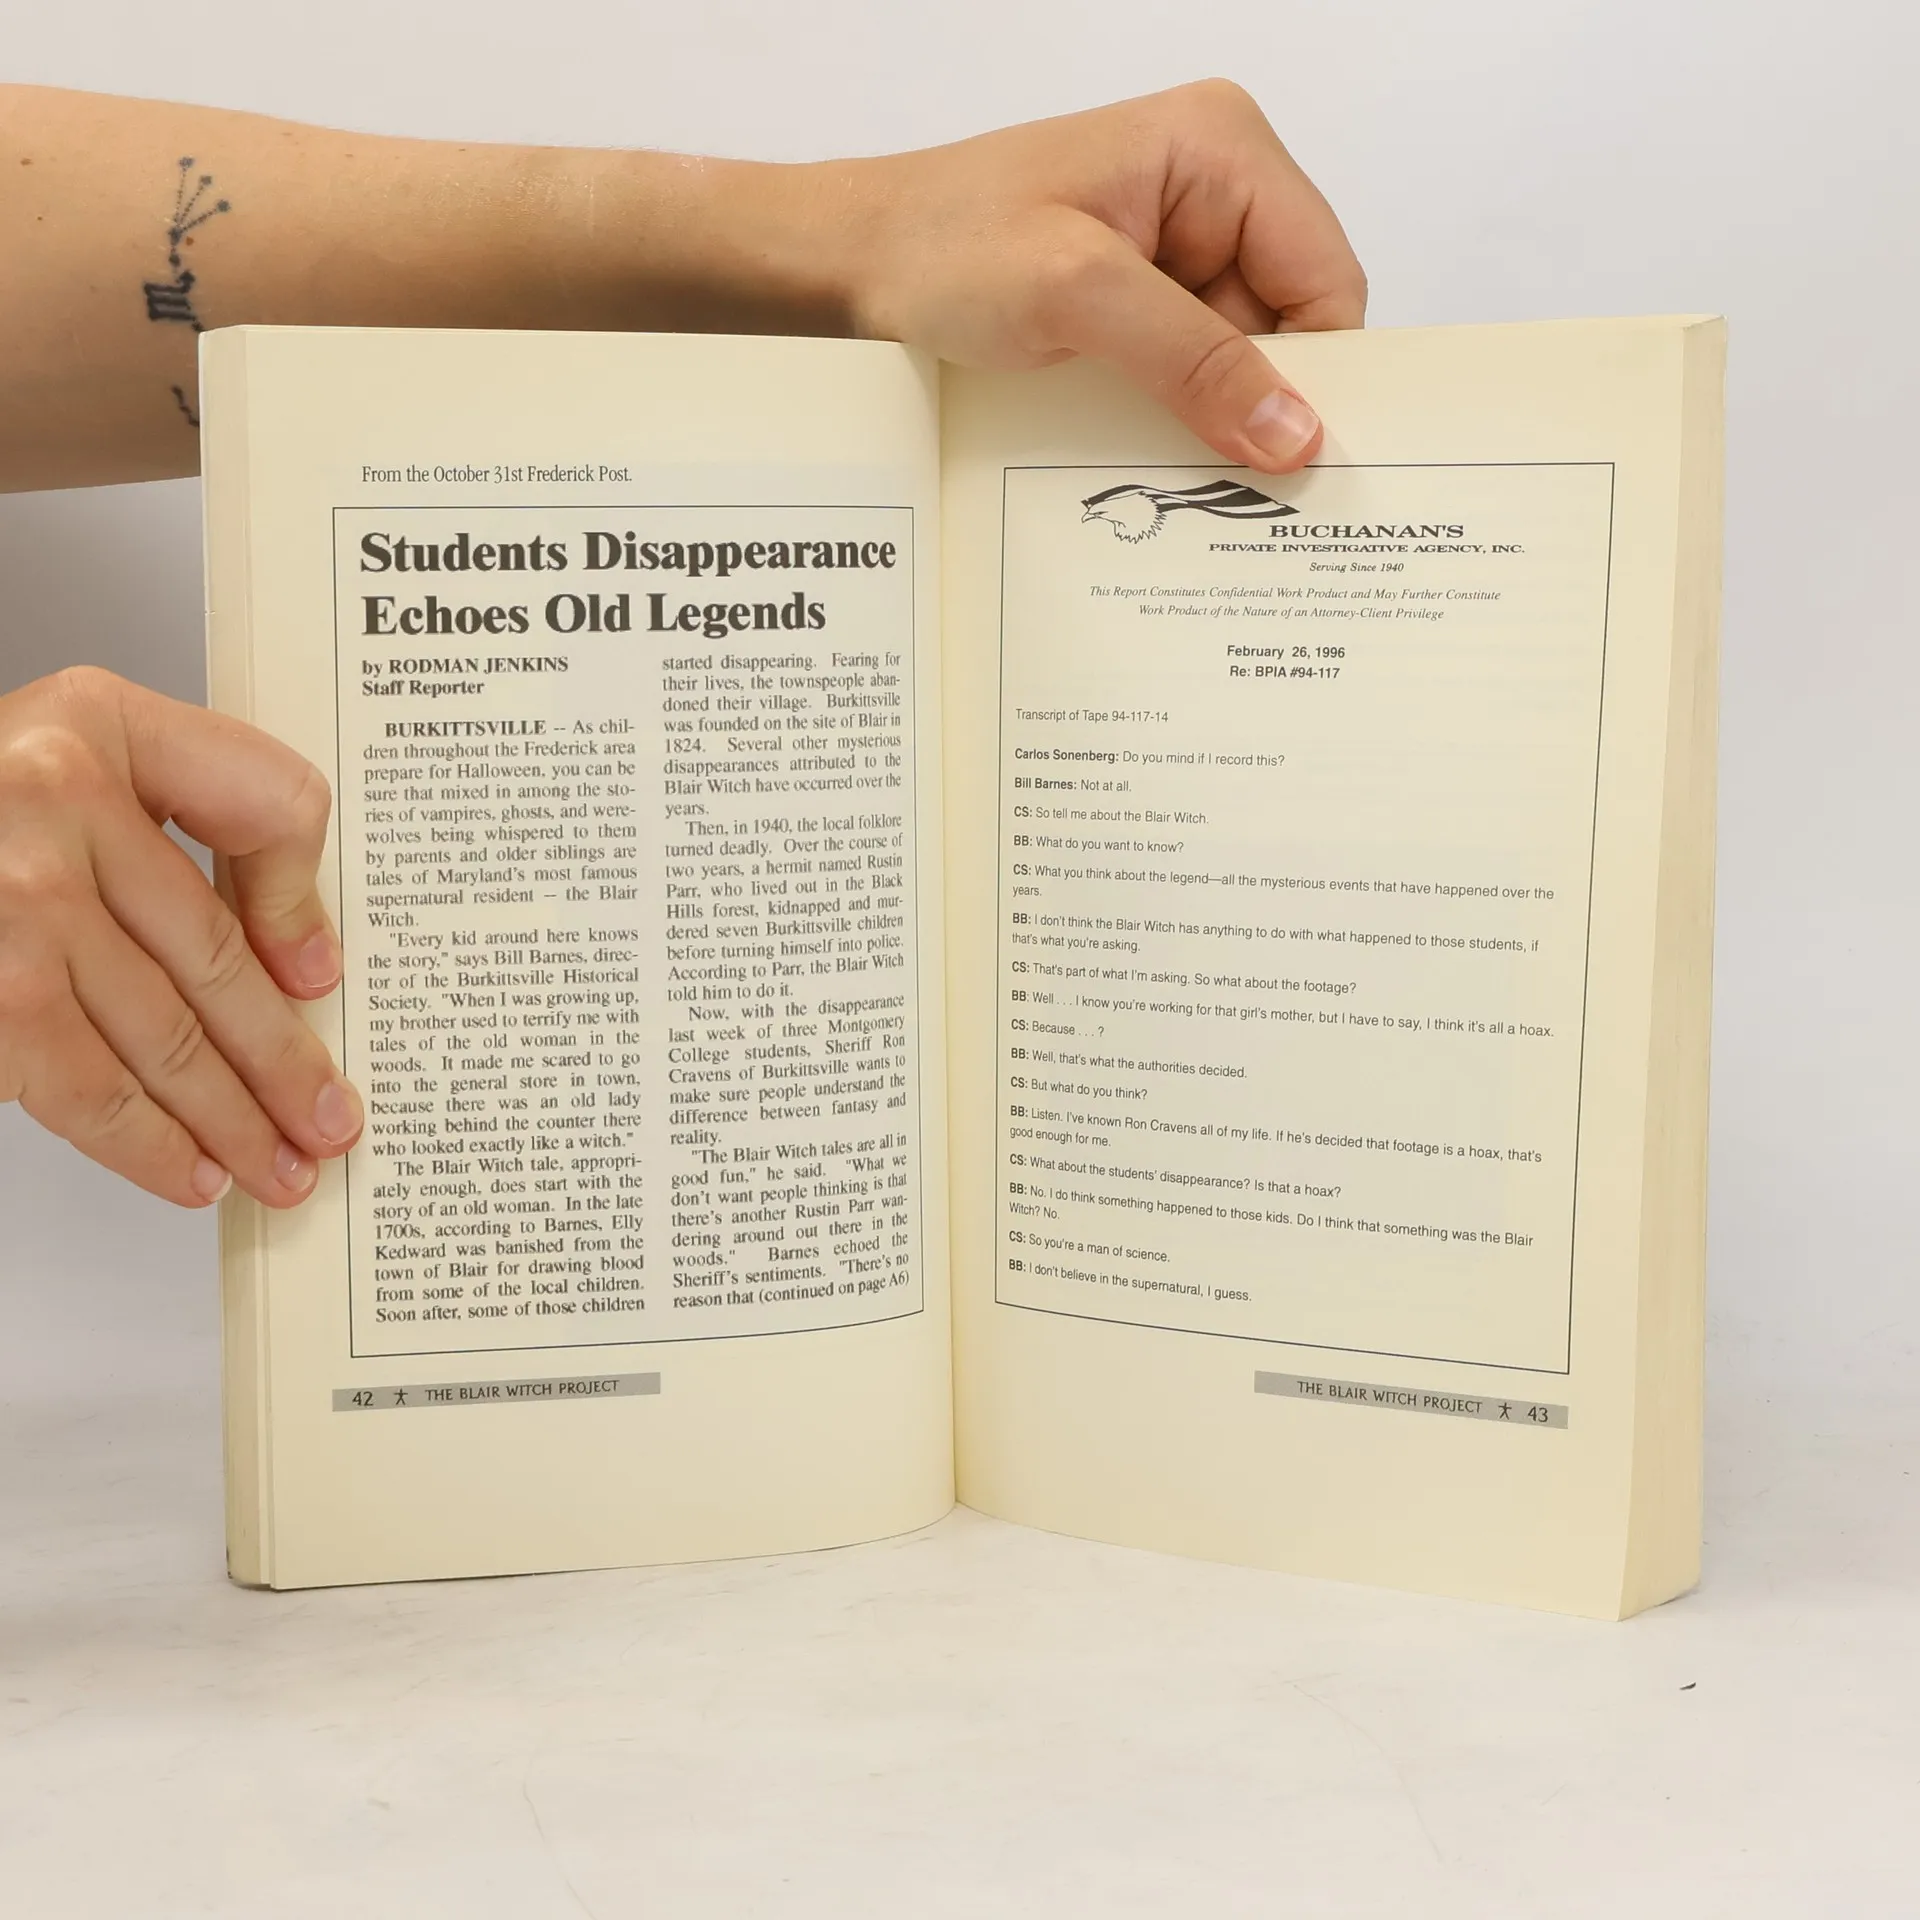 From the October 31st Frederick Post.
Students Disappearance
Echoes Old Legends
by RODMAN JENKINS
Staff Reporter
BURKITTSVILLE -- As chil-
dren throughout the Frederick area
prepare for Halloween, you can be
sure that mixed in among the sto-
ries of vampires, ghosts, and were-
wolves being whispered to them
by parents and older siblings are
tales of Maryland's most famous
supernatural resident -- the Blair
Witch.
"Every kid around here knows
the story," says Bill Barnes, direc-
tor of the Burkittsville Historical
Society. "When I was growing up,
my brother used to terrify me with
tales of the old woman in the
woods. It made me scared to go
into the general store in town,
because there was an old lady
working behind the counter there
who looked exactly like a witch."
The Blair Witch tale, appropri-
ately enough, does start with the
story of an old woman. In the late
1700s, according to Barnes, Elly
Kedward was banished from the
town of Blair for drawing blood
from some of the local children.
Soon after, some of those children
started disappearing. Fearing for
their lives, the townspeople aban-
doned their village. Burkittsville
was founded on the site of Blair in
1824. Several other mysterious
disappearances attributed to the
Blair Witch have occurred over the
years.
Then, in 1940, the local folklore
turned deadly. Over the course of
two years, a hermit named Rustin
Parr, who lived out in the Black
Hills forest, kidnapped and mur-
dered seven Burkittsville children
before turning himself into police.
According to Parr, the Blair Witch
told him to do it.
Now, with the disappearance
last week of three Montgomery
College students, Sheriff Ron
Cravens of Burkittsville wants to
make sure people understand the
difference between fantasy and
reality.
"The Blair Witch tales are all in
good fun," he said. "What we
don't want people thinking is that
there's another Rustin Parr wan-
dering around out there in the
woods." Barnes echoed the
Sheriff's sentiments. "There's no
reason that (continued on page A6)
42 THE BLAIR WITCH PROJECT
BUCHANAN'S
PRIVATE INVESTIGATIVE AGENCY, INC.
Serving Since 1940
This Report Constitutes Confidential Work Product and May Further Constitute
Work Product of the Nature of an Attorney-Client Privilege
February 26, 1996
Re: BPIA #94-117
Transcript of Tape 94-117-14
Carlos Sonenberg: Do you mind if I record this?
Bill Barnes: Not at all.
CS: So tell me about the Blair Witch.
BB: What do you want to know?
CS: What you think about the legend—all the mysterious events that have happened over the
years.
BB: I don't think the Blair Witch has anything to do with what happened to those students, if
that's what you're asking.
CS: That's part of what I'm asking. So what about the footage?
BB: Well . . . I know you're working for that girl's mother, but I have to say, I think it's all a hoax.
CS: Because . . . ?
BB: Well, that's what the authorities decided.
CS: But what do you think?
BB: Listen. I've known Ron Cravens all of my life. If he's decided that footage is a hoax, that's
good enough for me.
CS: What about the students' disappearance? Is that a hoax?
BB: No. I do think something happened to those kids. Do I think that something was the Blair
Witch? No.
CS: So you're a man of science.
BB: I don't believe in the supernatural, I guess.
THE BLAIR WITCH PROJECT 43